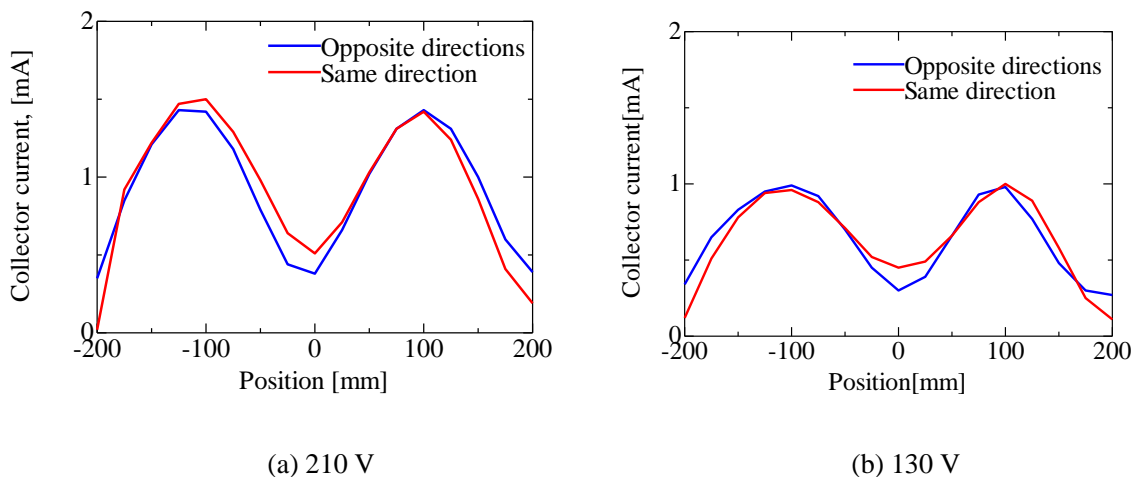 2
1
0
-200
-100
0
100
200
Collector current, [mA]
Position [mm]
Opposite directions
Same direction
(a) 210 V
2
1
0
-200
-100
0
100
200
Collector current[mA]
Position[mm]
Opposite directions
Same direction
(b) 130 V